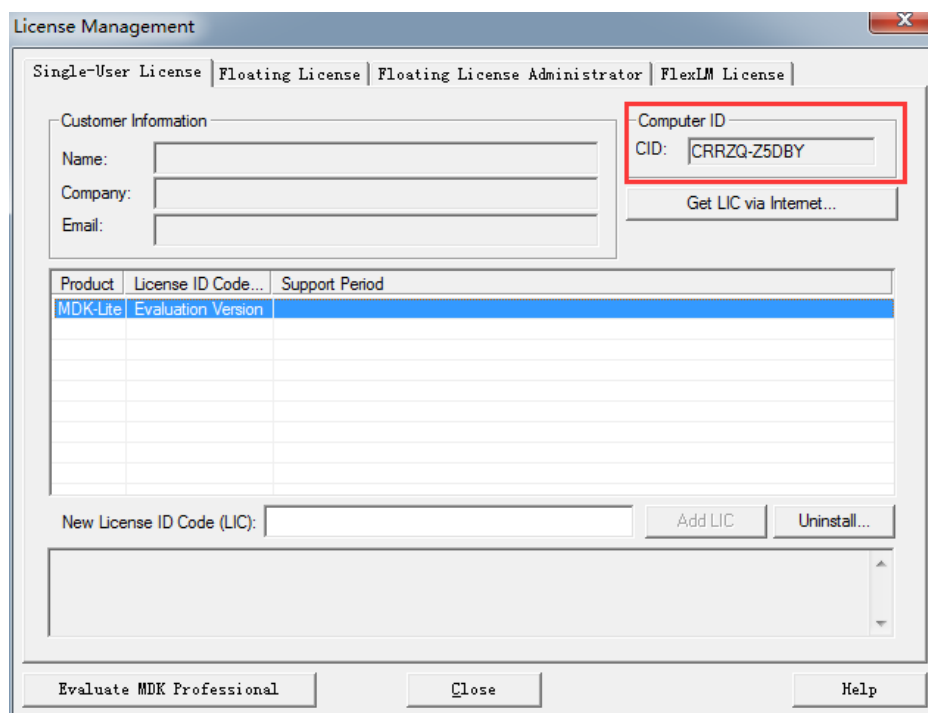 License Management
Single-User License
Floating License
Floating License Administrator
FlexLM License
Customer Information
Name:
Company:
Email:
Computer ID
CID: CRRZQ-Z5DBY
Get LIC via Internet...
Product License ID Code... Support Period
MDK-Lite Evaluation Version
New License ID Code (LIC):
Add LIC
Uninstall...
Evaluate MDK Professional
Close
Help